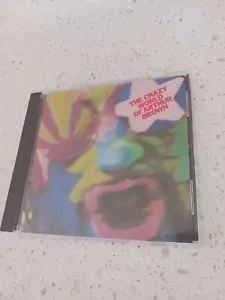 THE CRAZY
WORLD
OF ARTHUR
BROWN